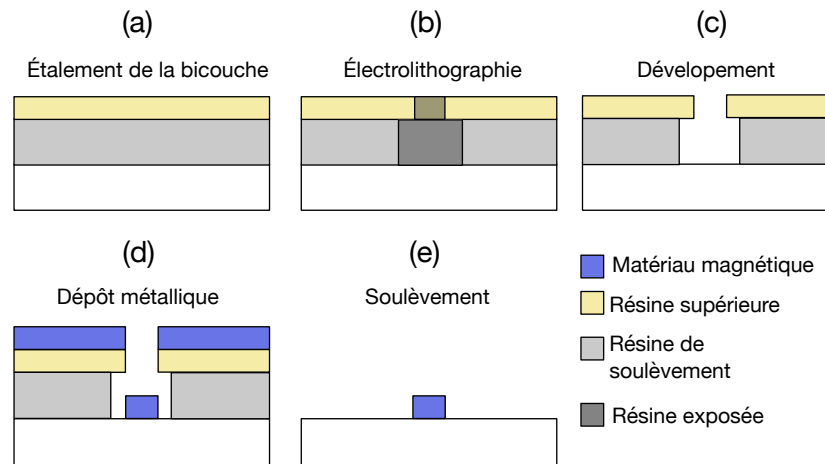 (a)
Étalement de la bicouche
(b)
Électrolithographie
(c)
Dévelopement
(d)
Dépôt métallique
(e)
Soulèvement
Matériau magnétique
Résine supérieure
Résine de
soulèvement
Résine exposée